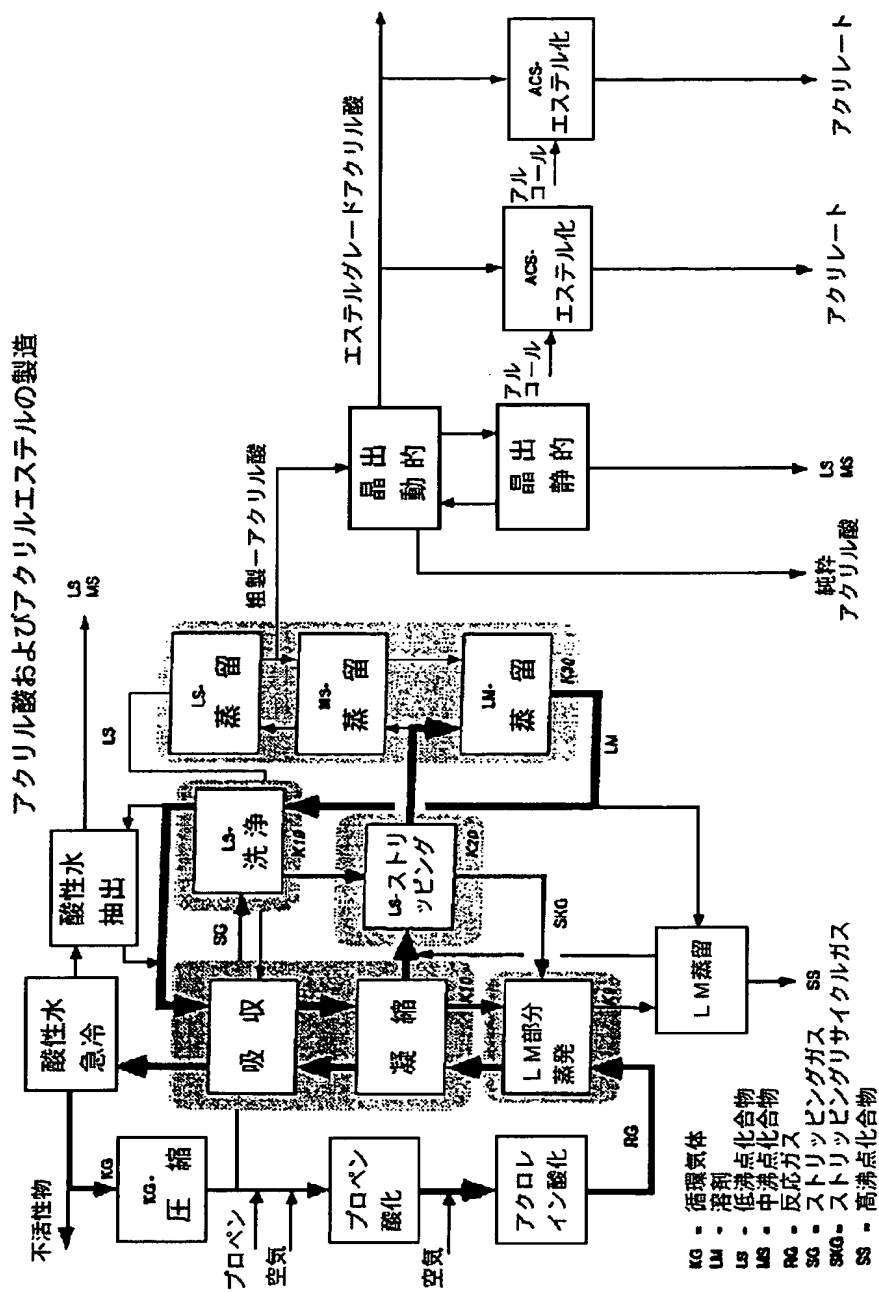 アクリル酸およびアクリルエステルの製造
不活性物
KG
KG-
圧縮
プロペン
空気
プロペン
酸化
空気
アクロレ
イン酸化
RG
酸性水
急冷
酸性水
抽出
LS
MS
吸収
凝縮
K10
LM部分
蒸発
SG
LS-
洗浄
K19
LS
LS-ストリ
ッピング
K20
SKG
LM蒸留
SS
LS-
蒸留
MS-
蒸留
LM-
蒸留
K30
LM
粗製ーアクリル酸
晶出
動的
晶出
静的
純粋
アクリル酸
LS
MS
エステルグレードアクリル酸
アル
コール
ACS-
エステル化
アクリレート
アル
コール
ACS-
エステル化
アクリレート
KG = 循環気体
LM - 溶剤
LS = 低沸点化合物
MS = 中沸点化合物
RG = 反応ガス
SG = ストリッピングガス
SKG = ストリッピングリサイクルガス
SS = 高沸点化合物